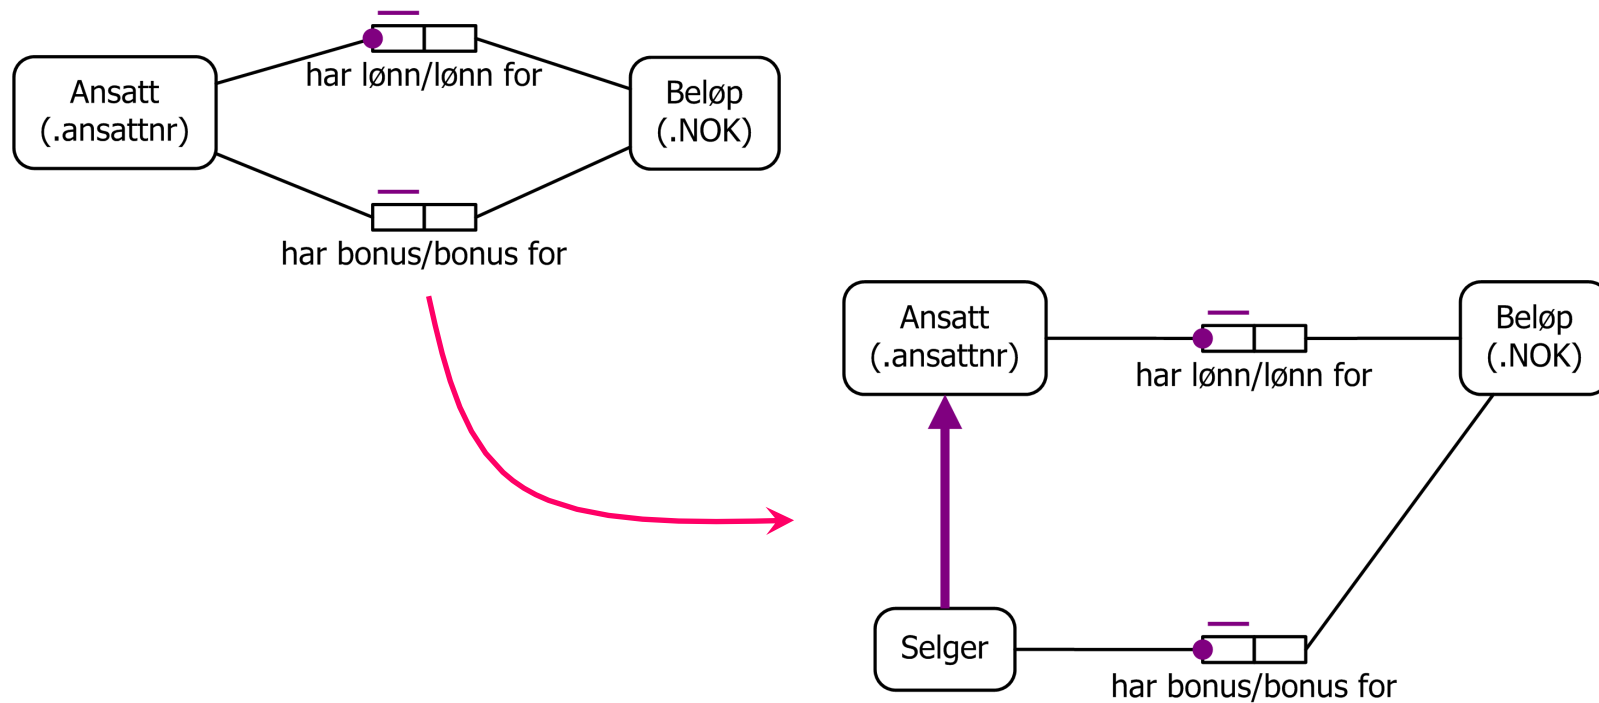 Ansatt
(.ansattnr)
har lønn/lønn for
Beløp
(.NOK)
har bonus/bonus for
Ansatt
(.ansattnr)
har lønn/lønn for
Beløp
(.NOK)
Selger
har bonus/bonus for